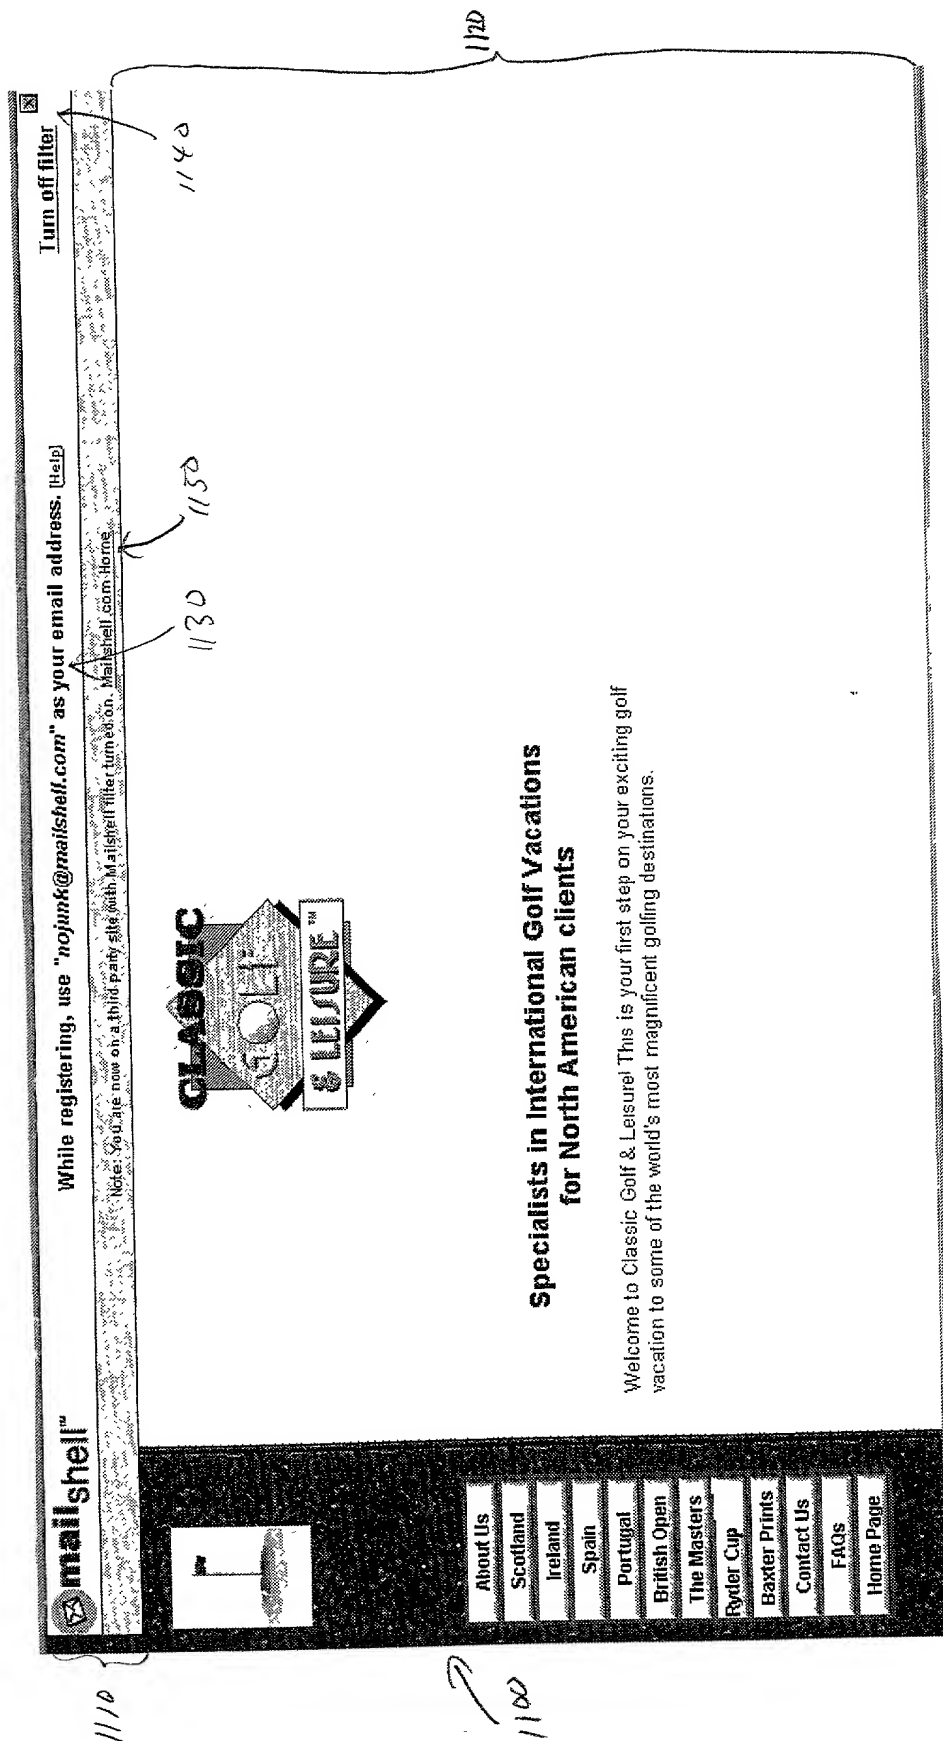 mailshell™
While registering, use "nojunk@mailshell.com" as your email address. [Help]
Turn off filter
Note: You are now on a third-party site with Mailshell filter turned on. Mailshell.com Home
1110
1130
1150
1140
1120
1100
CLASSIC
GOLF
& LEISURE™
About Us
Scotland
Ireland
Spain
Portugal
British Open
The Masters
Ryder Cup
Baxter Prints
Contact Us
FAQs
Home Page
Specialists in International Golf Vacations
for North American clients
Welcome to Classic Golf & Leisure! This is your first step on your exciting golf
vacation to some of the world's most magnificent golfing destinations.